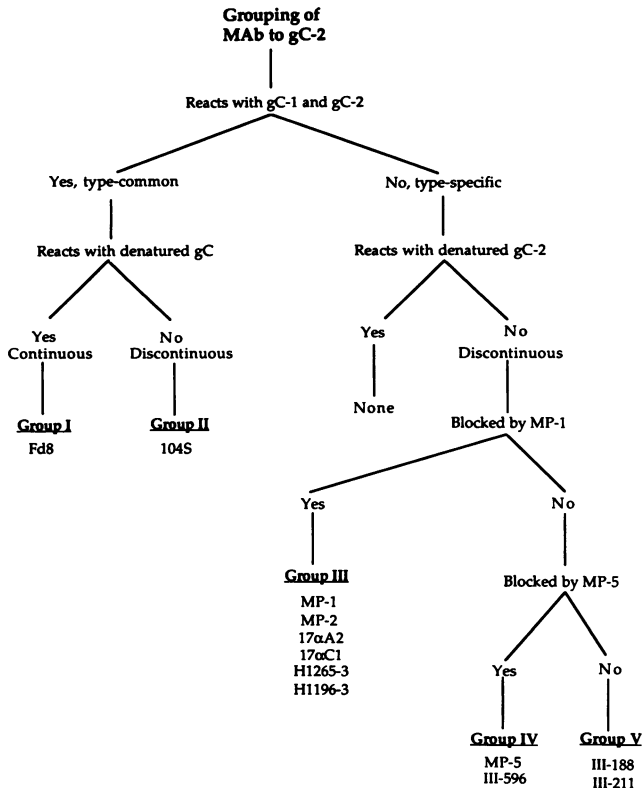 Grouping of
MAb to gC-2
Reacts with gC-1 and gC-2
Yes, type-common
No, type-specific
Reacts with denatured gC
Reacts with denatured gC-2
Yes
Continuous
No
Discontinuous
Yes
No
Discontinuous
None
Blocked by MP-1
Group I
Fd8
Group II
104S
Yes
No
Group III
MP-1
MP-2
17αA2
17αC1
H1265-3
H1196-3
Blocked by MP-5
Yes
No
Group IV
MP-5
III-596
Group V
III-188
III-211